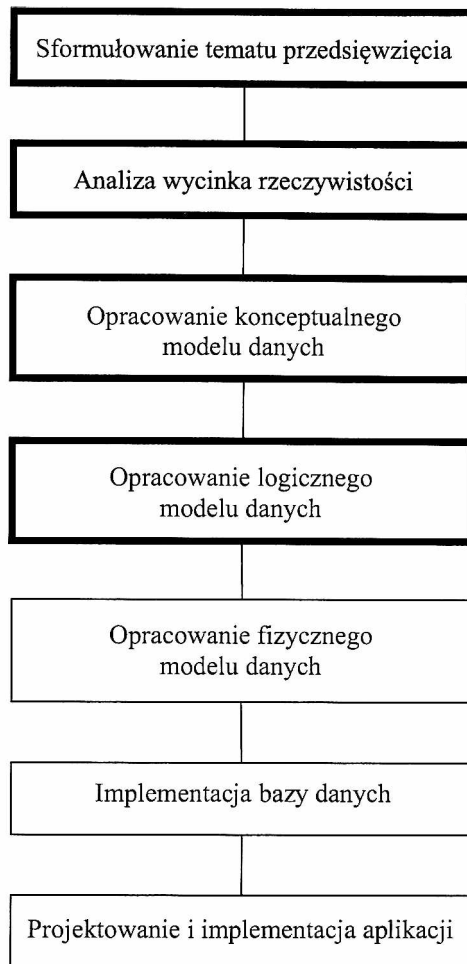 Sformułowanie tematu przedsięwzięcia
Analiza wycinka rzeczywistości
Opracowanie konceptualnego
modelu danych
Opracowanie logicznego
modelu danych
Opracowanie fizycznego
modelu danych
Implementacja bazy danych
Projektowanie i implementacja aplikacji